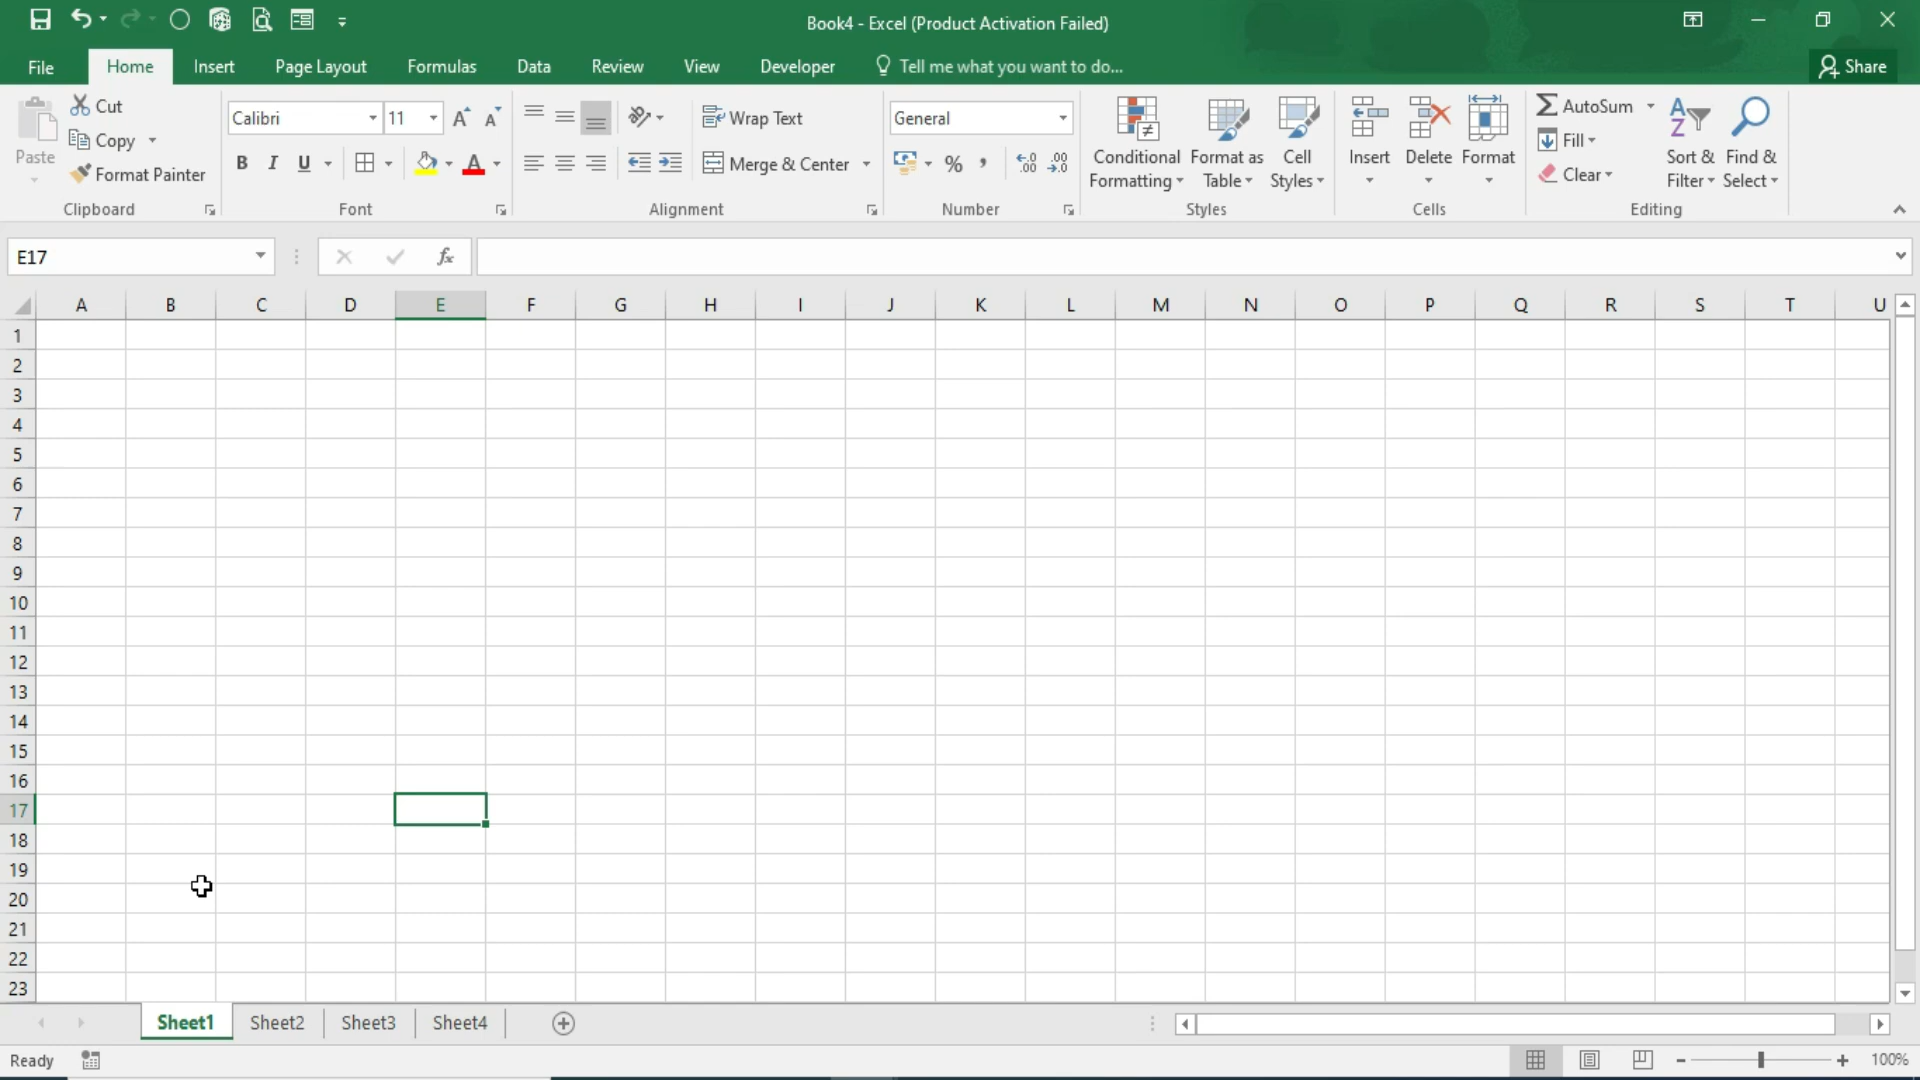 Book4 - Excel (Product Activation Failed)
File Home Insert Page Layout Formulas Data Review View Developer Tell me what you want to do... Share
Cut
Copy
Format Painter
Paste
Clipboard
Calibri 11
B I U A
Font
Wrap Text
Merge & Center
Alignment
General
% ,
.00 .00
Number
Conditional Formatting
Format as Table
Cell Styles
Styles
Insert Delete Format
Cells
AutoSum
Fill
Clear
Sort & Filter
Find & Select
Editing
E17 fx
A B C D E F G H I J K L M N O P Q R S T U
1
2
3
4
5
6
7
8
9
10
11
12
13
14
15
16
17
18
19
20
21
22
23
Sheet1 Sheet2 Sheet3 Sheet4
Ready 100%